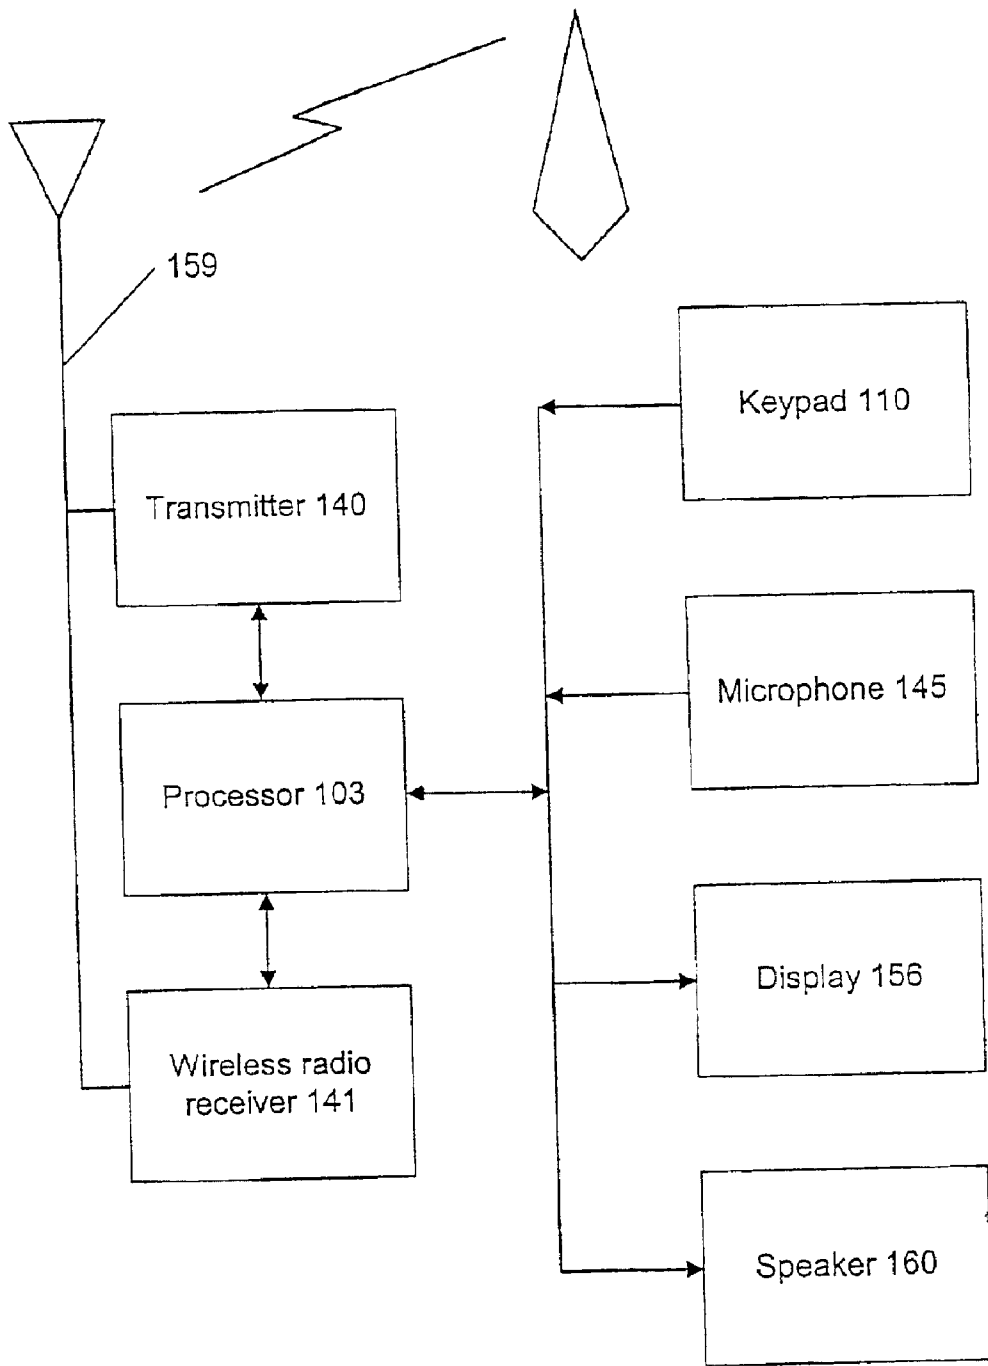 159
Keypad 110
Transmitter 140
Microphone 145
Processor 103
Display 156
Wireless radio
receiver 141
Speaker 160